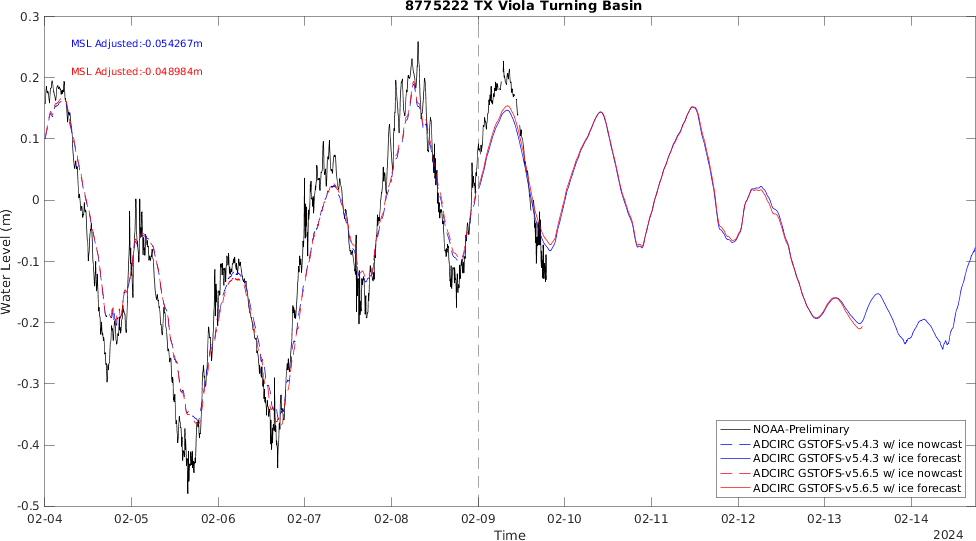 8775222 TX Viola Turning Basin
MSL Adjusted:-0.054267m
MSL Adjusted:-0.048984m
Water Level (m)
0.3
0.2
0.1
0
-0.1
-0.2
-0.3
-0.4
-0.5
NOAA-Preliminary
ADCIRC GSTOFS-v5.4.3 w/ ice nowcast
ADCIRC GSTOFS-v5.4.3 w/ ice forecast
ADCIRC GSTOFS-v5.6.5 w/ ice nowcast
ADCIRC GSTOFS-v5.6.5 w/ ice forecast
02-04 02-05 02-06 02-07 02-08 02-09 02-10 02-11 02-12 02-13 02-14
Time
2024